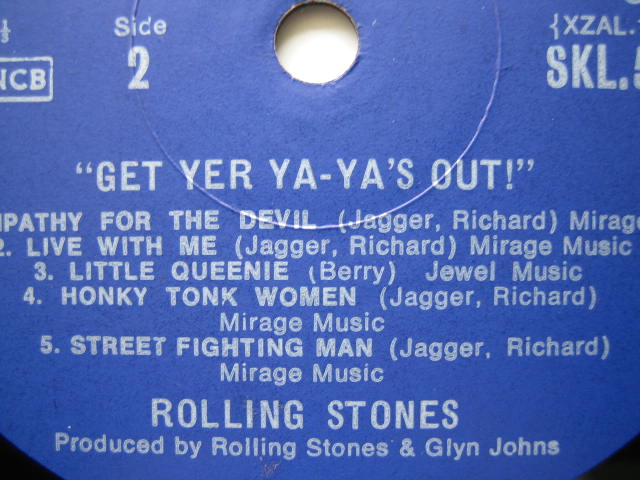 Side
2
NCB
{XZAL.
SKL.5
"GET YER YA-YA'S OUT!"
MPATHY FOR THE DEVIL (Jagger, Richard) Mirage
2. LIVE WITH ME (Jagger, Richard) Mirage Music
3. LITTLE QUEENIE (Berry) Jewel Music
4. HONKY TONK WOMEN (Jagger, Richard)
Mirage Music
5. STREET FIGHTING MAN (Jagger, Richard)
Mirage Music
ROLLING STONES
Produced by Rolling Stones & Glyn Johns